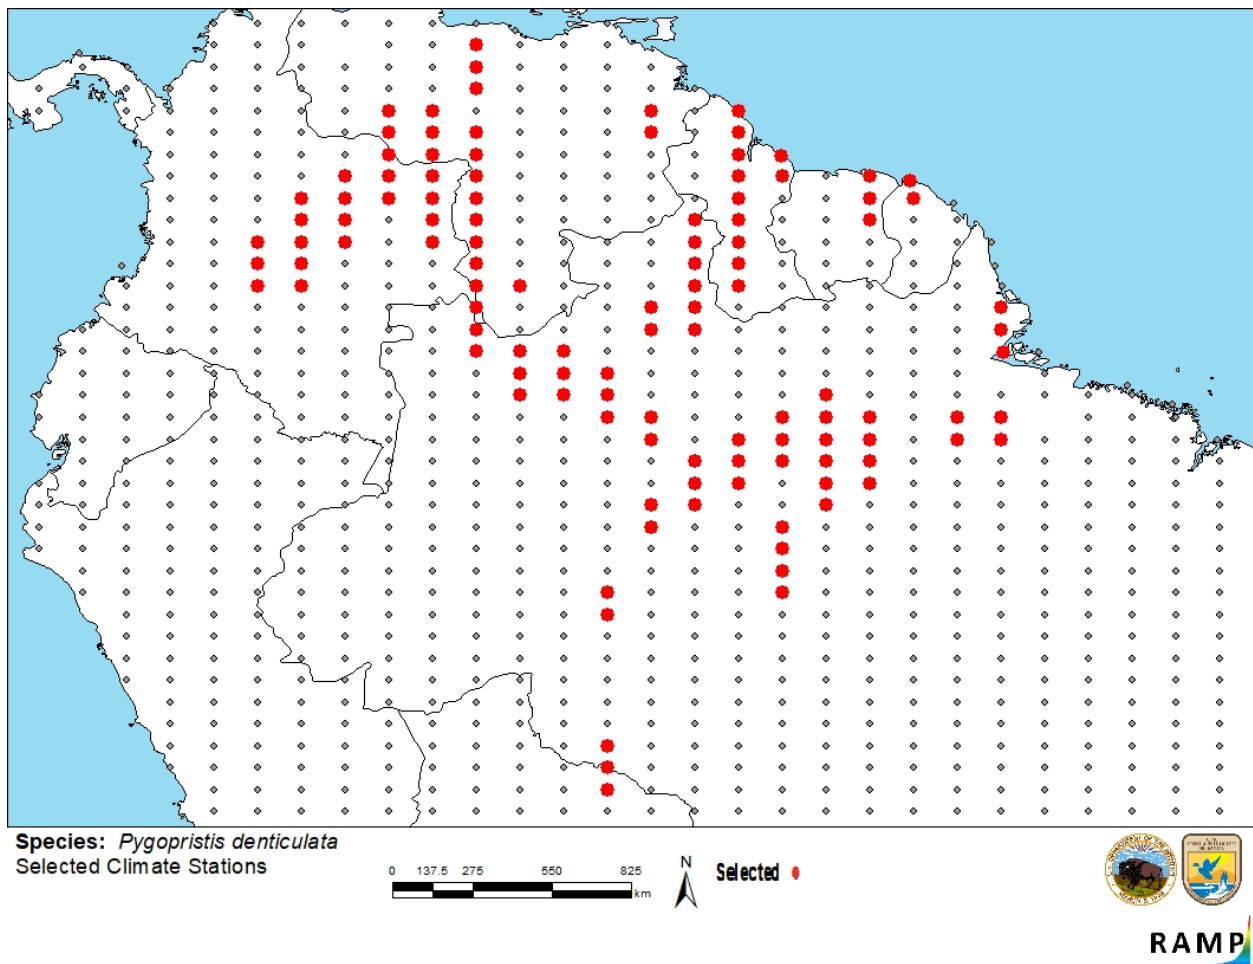 Species: Pygopristis denticulata
Selected Climate Stations
0 137.5 275 550 825
km
N
Selected
RAMP